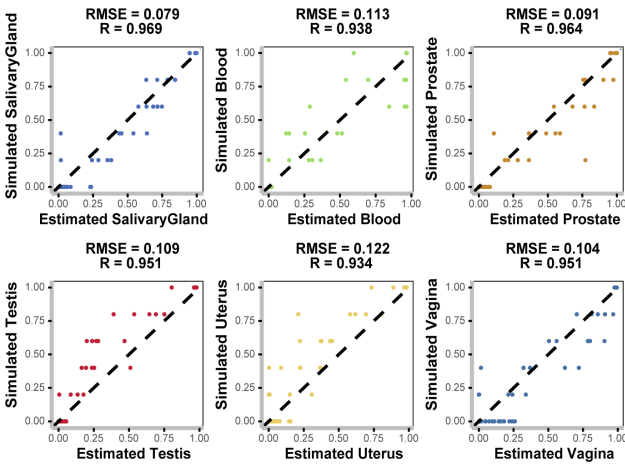 RMSE = 0.079
R = 0.969
Simulated SalivaryGland
1.00
0.75
0.50
0.25
0.00
0.00 0.25 0.50 0.75 1.00
Estimated SalivaryGland
RMSE = 0.113
R = 0.938
Simulated Blood
1.00
0.75
0.50
0.25
0.00
0.00 0.25 0.50 0.75 1.00
Estimated Blood
RMSE = 0.091
R = 0.964
Simulated Prostate
1.00
0.75
0.50
0.25
0.00
0.00 0.25 0.50 0.75 1.00
Estimated Prostate
RMSE = 0.109
R = 0.951
Simulated Testis
1.00
0.75
0.50
0.25
0.00
0.00 0.25 0.50 0.75 1.00
Estimated Testis
RMSE = 0.122
R = 0.934
Simulated Uterus
1.00
0.75
0.50
0.25
0.00
0.00 0.25 0.50 0.75 1.00
Estimated Uterus
RMSE = 0.104
R = 0.951
Simulated Vagina
1.00
0.75
0.50
0.25
0.00
0.00 0.25 0.50 0.75 1.00
Estimated Vagina